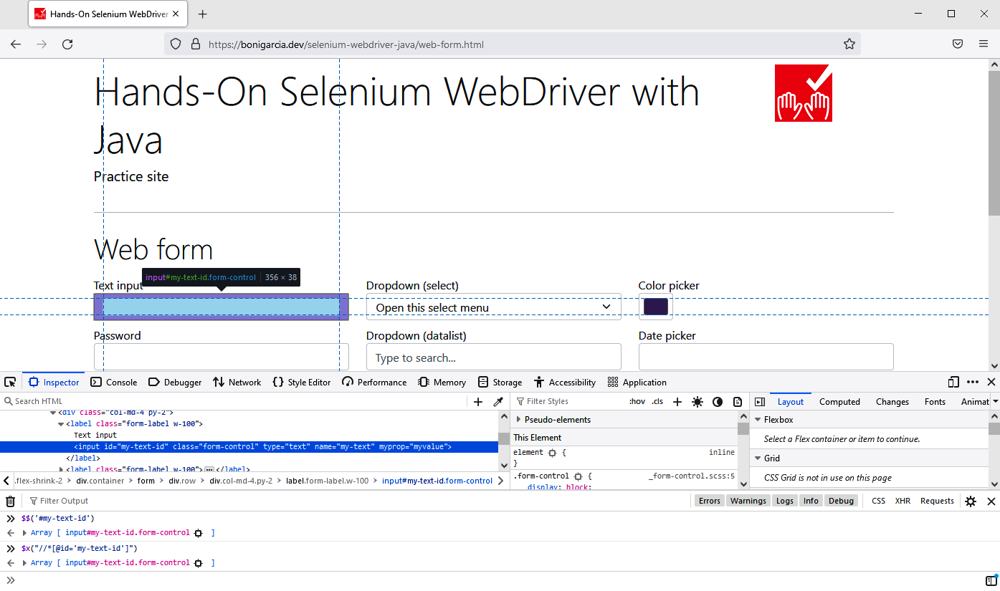 Hands-On Selenium WebDriver
https://bonigarcia.dev/selenium-webdriver-java/web-form.html
Hands-On Selenium WebDriver with
Java
Practice site
Web form
input#my-text-id.form-control 356 × 38
Text input Dropdown (select) Color picker
Open this select menu
Password Dropdown (datalist) Date picker
Type to search...
Inspector Console Debugger Network Style Editor Performance Memory Storage Accessibility Application
Search HTML
Filter Styles :hov .cls
Layout Computed Changes Fonts Animat
<div class="col-md-4 py-2">
<label class="form-label w-100">
Text input
<input id="my-text-id" class="form-control" type="text" name="my-text" myprop="myvalue">
</label>
<label class="form-label w-100"> ••• </label>
Pseudo-elements
This Element
element { inline
}
.form-control { _form-control.scss:5
display: block;
Flexbox
Select a Flex container or item to continue.
Grid
CSS Grid is not in use on this page
.flex-shrink-2 > div.container > form > div.row > div.col-md-4.py-2 > label.form-label.w-100 > input#my-text-id.form-control
Filter Output Errors Warnings Logs Info Debug CSS XHR Requests
$$('#my-text-id')
Array [ input#my-text-id.form-control ]
$x("//*[@id='my-text-id']")
Array [ input#my-text-id.form-control ]